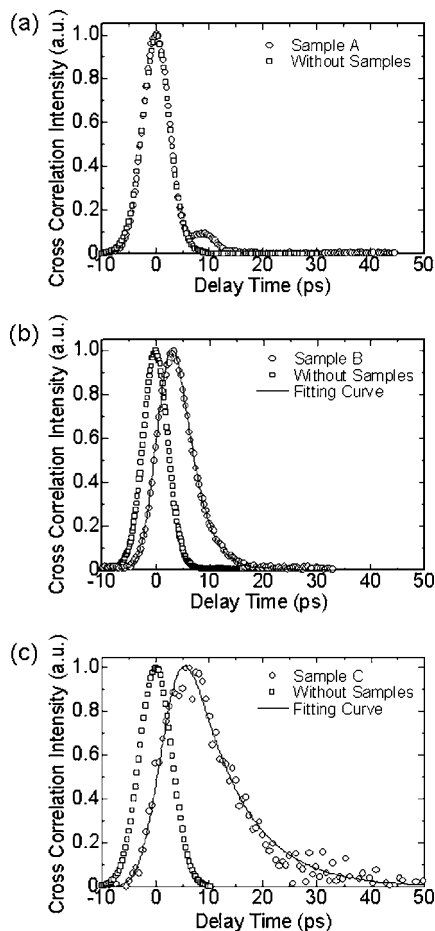 (a)
Cross Correlation Intensity (a.u.)
1.0
0.8
0.6
0.4
0.2
0
Sample A
Without Samples
-10 0 10 20 30 40 50
Delay Time (ps)
(b)
Cross Correlation Intensity (a.u.)
1.0
0.8
0.6
0.4
0.2
0
Sample B
Without Samples
Fitting Curve
-10 0 10 20 30 40 50
Delay Time (ps)
(c)
Cross Correlation Intensity (a.u.)
1.0
0.8
0.6
0.4
0.2
0
Sample C
Without Samples
Fitting Curve
-10 0 10 20 30 40 50
Delay Time (ps)